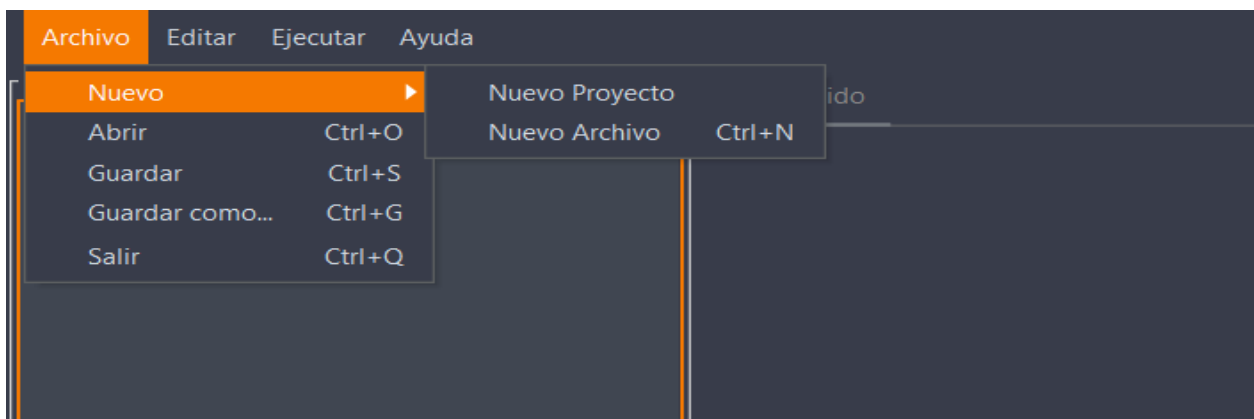 Archivo Editar Ejecutar Ayuda
Nuevo
Nuevo Proyecto
Abrir Ctrl+O
Nuevo Archivo Ctrl+N
Guardar Ctrl+S
Guardar como... Ctrl+G
Salir Ctrl+Q